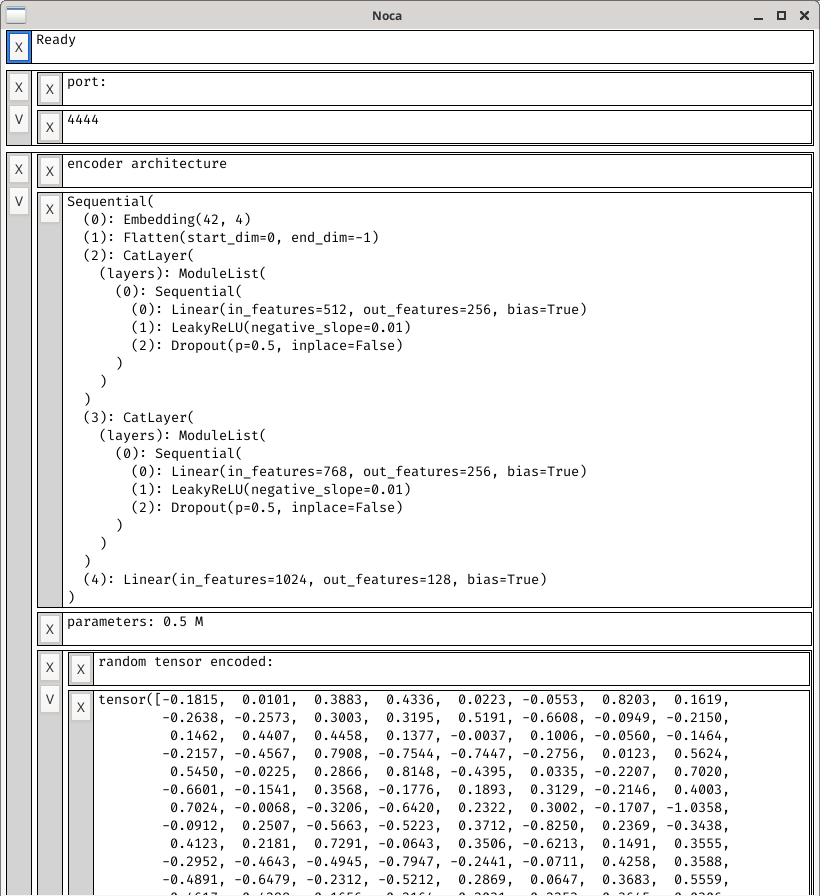 Noca
X Ready
X
X port:
V
X 4444
X
X encoder architecture
V
X Sequential(
(0): Embedding(42, 4)
(1): Flatten(start_dim=0, end_dim=-1)
(2): CatLayer(
(layers): ModuleList(
(0): Sequential(
(0): Linear(in_features=512, out_features=256, bias=True)
(1): LeakyReLU(negative_slope=0.01)
(2): Dropout(p=0.5, inplace=False)
)
)
)
(3): CatLayer(
(layers): ModuleList(
(0): Sequential(
(0): Linear(in_features=768, out_features=256, bias=True)
(1): LeakyReLU(negative_slope=0.01)
(2): Dropout(p=0.5, inplace=False)
)
)
)
(4): Linear(in_features=1024, out_features=128, bias=True)
)
X parameters: 0.5 M
X
X random tensor encoded:
V
X tensor([-0.1815, 0.0101, 0.3883, 0.4336, 0.0223, -0.0553, 0.8203, 0.1619,
-0.2638, -0.2573, 0.3003, 0.3195, 0.5191, -0.6608, -0.0949, -0.2150,
0.1462, 0.4407, 0.4458, 0.1377, -0.0037, 0.1006, -0.0560, -0.1464,
-0.2157, -0.4567, 0.7908, -0.7544, -0.7447, -0.2756, 0.0123, 0.5624,
0.5450, -0.0225, 0.2866, 0.8148, -0.4395, 0.0335, -0.2207, 0.7020,
-0.6601, -0.1541, 0.3568, -0.1776, 0.1893, 0.3129, -0.2146, 0.4003,
0.7024, -0.0068, -0.3206, -0.6420, 0.2322, 0.3002, -0.1707, -1.0358,
-0.0912, 0.2507, -0.5663, -0.5223, 0.3712, -0.8250, 0.2369, -0.3438,
0.4123, 0.2181, 0.7291, -0.0643, 0.3506, -0.6213, 0.1491, 0.3555,
-0.2952, -0.4643, -0.4945, -0.7947, -0.2441, -0.0711, 0.4258, 0.3588,
-0.4891, -0.6479, -0.2312, -0.5212, 0.2869, 0.0647, 0.3683, 0.5559,